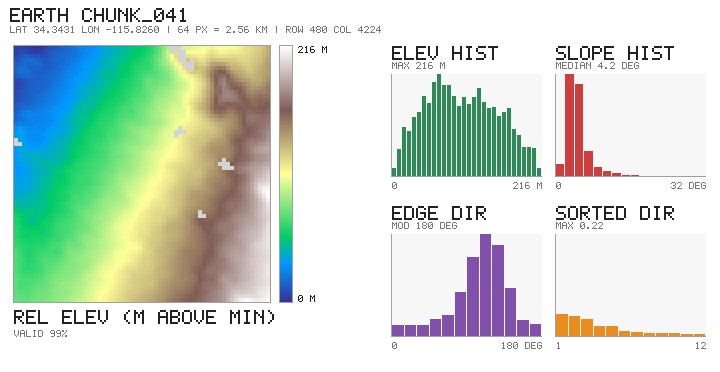 EARTH CHUNK_041
LAT 34.3431 LON -115.8260 | 64 PX = 2.56 KM | ROW 480 COL 4224
216 M
0 M
REL ELEV (M ABOVE MIN)
VALID 99%
ELEV HIST
MAX 216 M
0 216 M
SLOPE HIST
MEDIAN 4.2 DEG
0 32 DEG
EDGE DIR
MOD 180 DEG
0 180 DEG
SORTED DIR
MAX 0.22
1 12